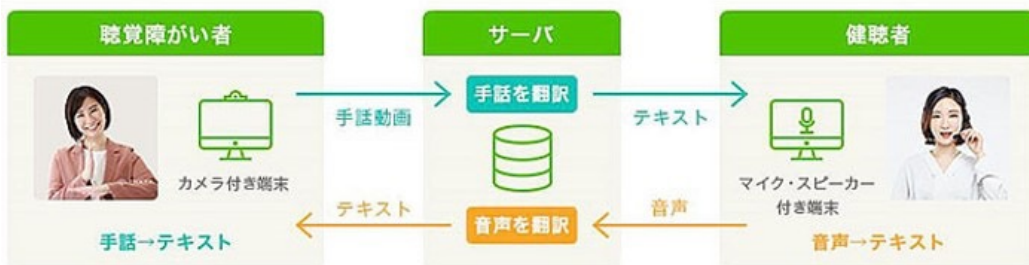 聴覚障がい者
サーバ
健聴者
手話動画
手話を翻訳
テキスト
カメラ付き端末
マイク・スピーカー
付き端末
テキスト
音声を翻訳
音声
手話→テキスト
音声→テキスト